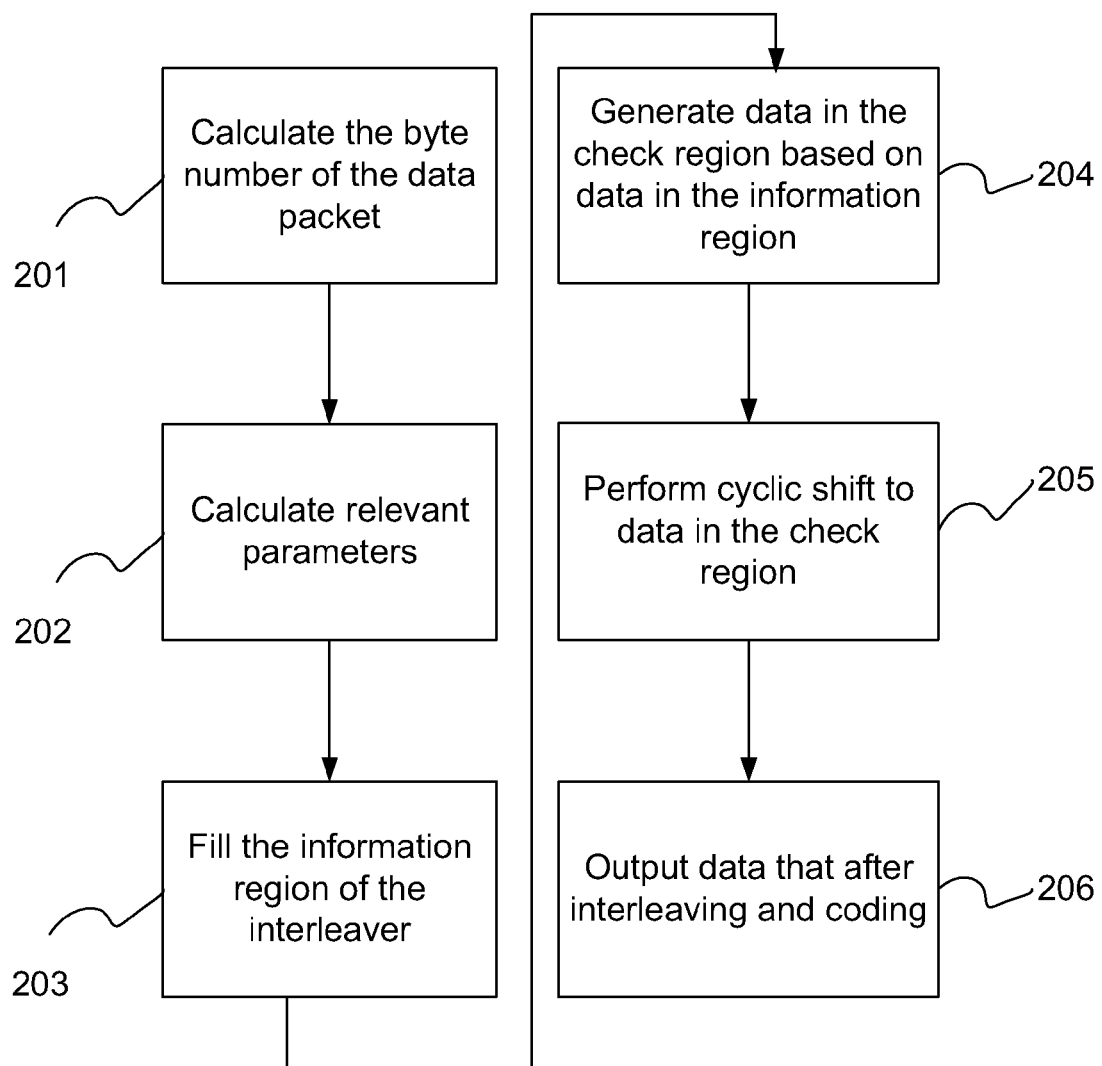 Calculate the byte
number of the data
packet
201
Calculate relevant
parameters
202
Fill the information
region of the
interleaver
203
Generate data in the
check region based on
data in the information
region
204
Perform cyclic shift to
data in the check
region
205
Output data that after
interleaving and coding
206